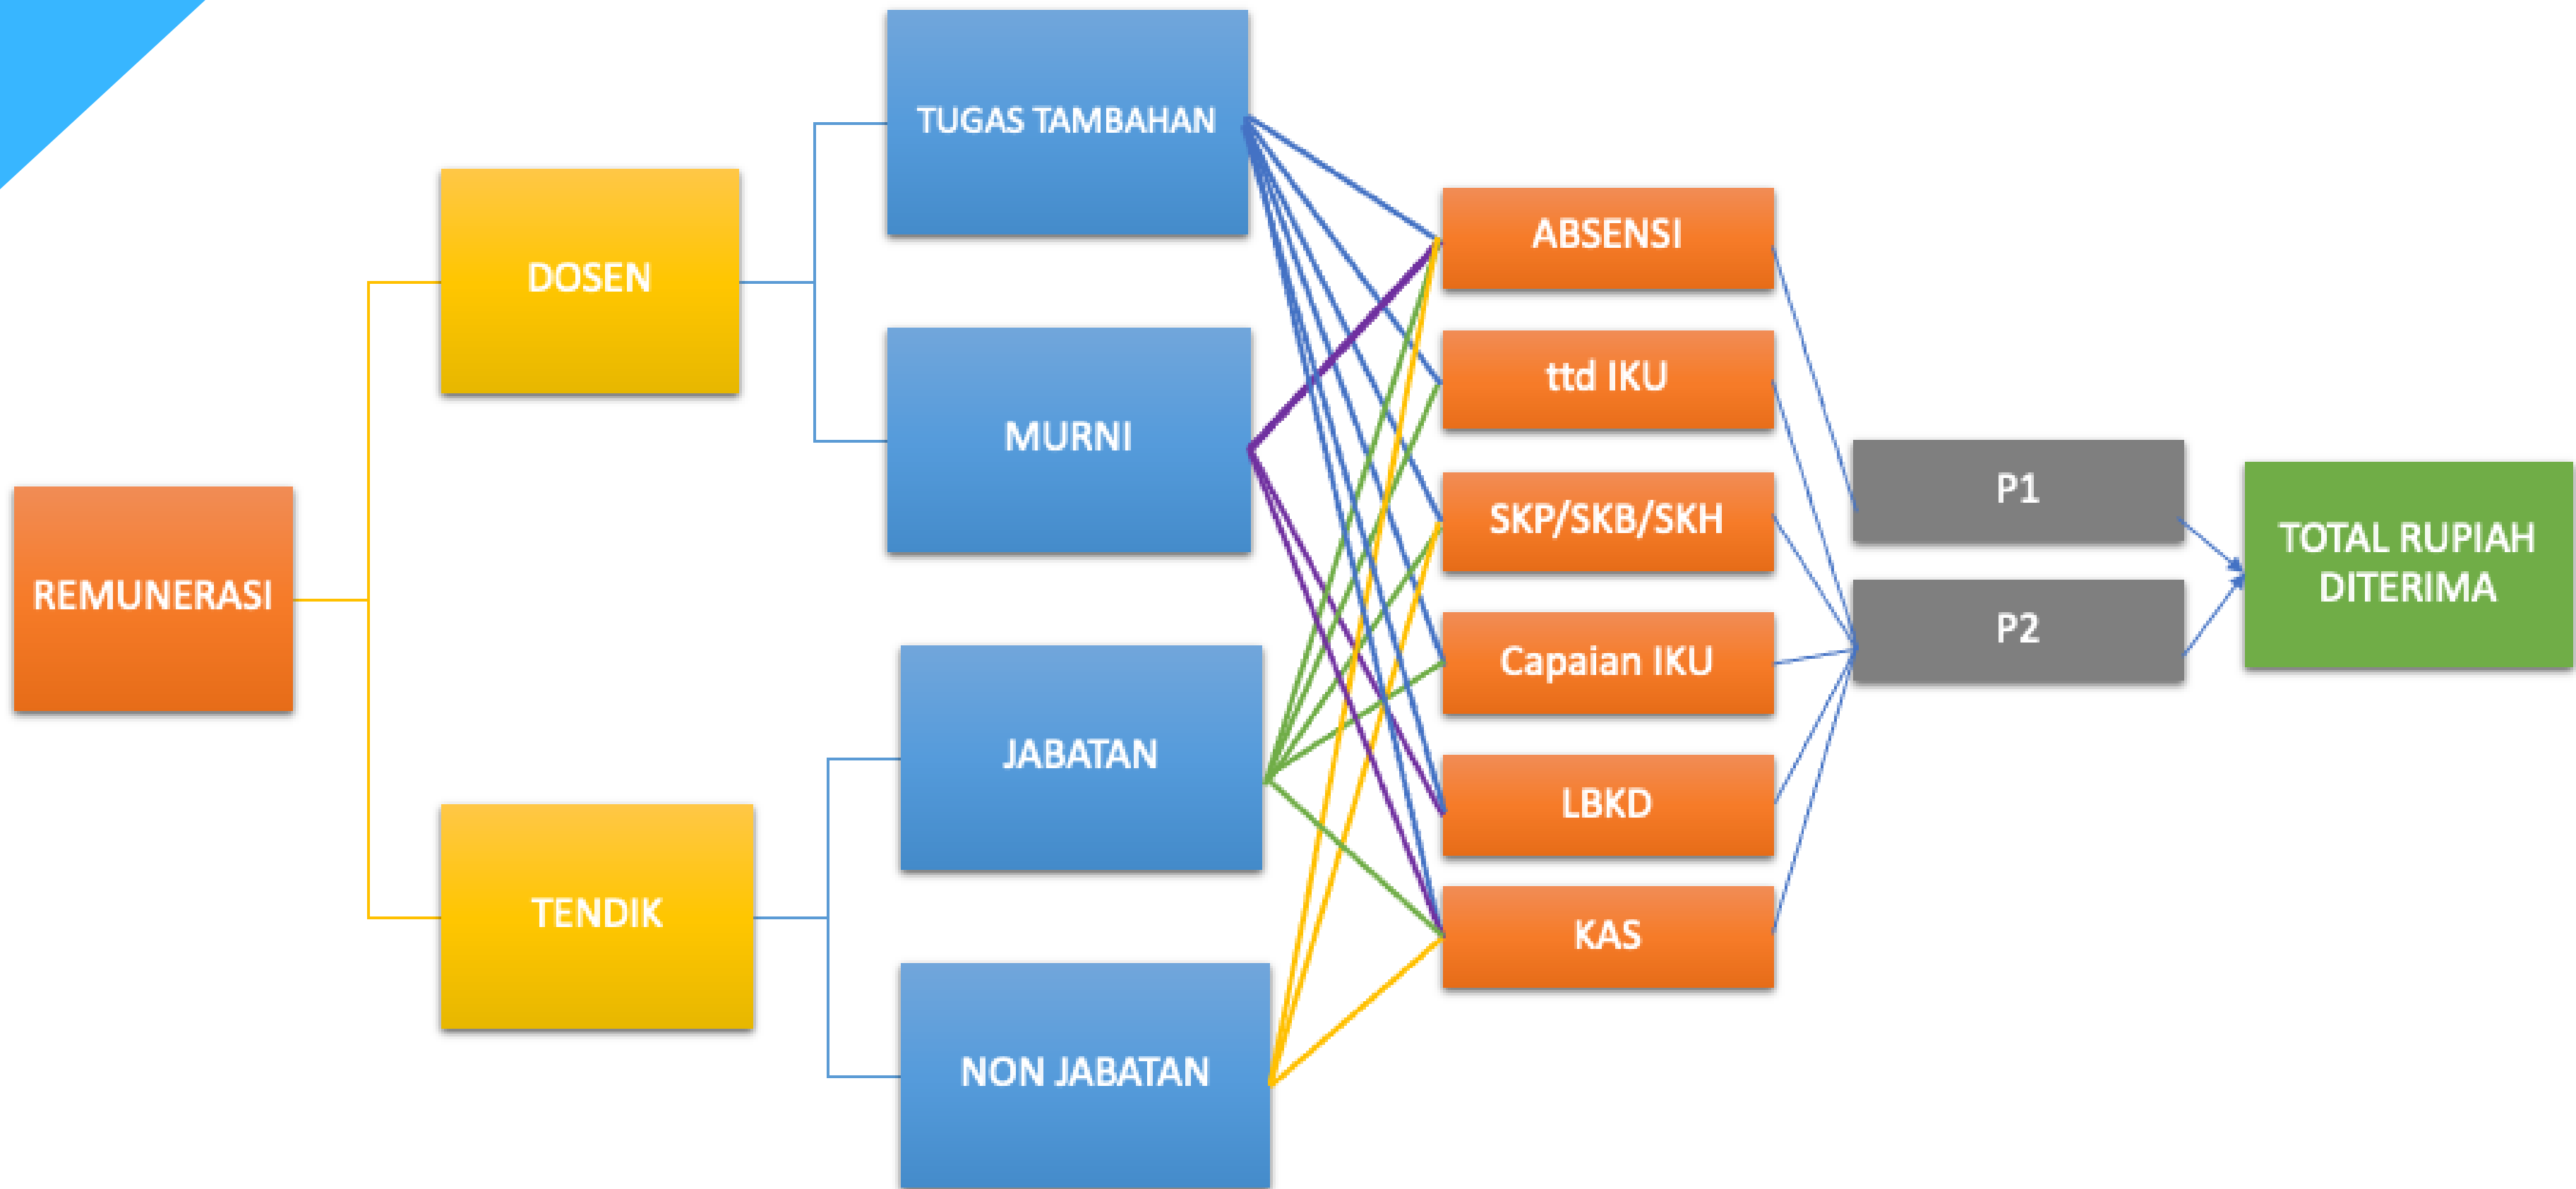 REMUNERASI
DOSEN
TENDIK
TUGAS TAMBAHAN
MURNI
JABATAN
NON JABATAN
ABSENSI
ttd IKU
SKP/SKB/SKH
Capaian IKU
LBKD
KAS
P1
P2
TOTAL RUPIAH
DITERIMA